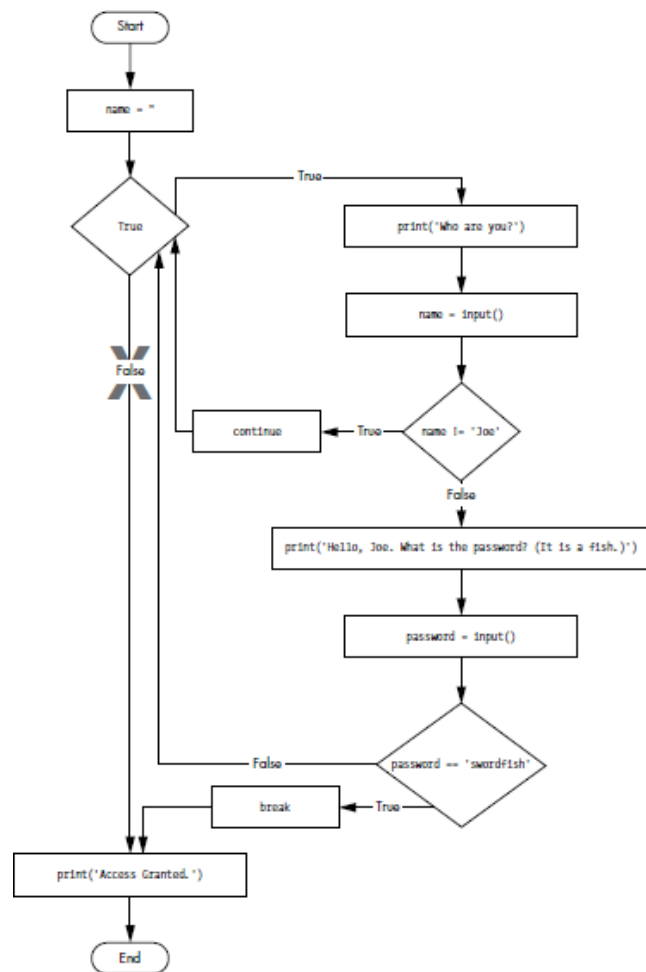 Start
name = ''
True
True
print('Who are you?')
name = input()
False
continue
True
name != 'Joe'
False
print('Hello, Joe. What is the password? (It is a fish.)')
password = input()
False
password == 'swordfish'
break
True
print('Access Granted.')
End